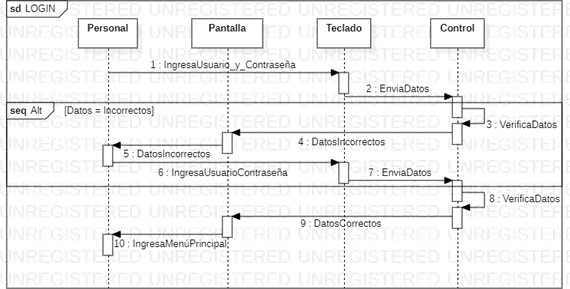 sd LOGIN
Personal
Pantalla
Teclado
Control
1 : IngresaUsuario_y_Contraseña
2 : EnviaDatos
seq Alt
[Datos = Incorrectos]
3 : VerificaDatos
4 : DatosIncorrectos
5 : DatosIncorrectos
6 : IngresaUsuarioContraseña
7 : EnviaDatos
8 : VerificaDatos
9 : DatosCorrectos
10 : IngresaMenúPrincipal
UNREGISTERED